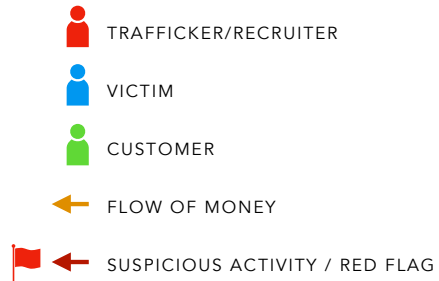 TRAFFICKER/RECRUITER
VICTIM
CUSTOMER
FLOW OF MONEY
SUSPICIOUS ACTIVITY / RED FLAG